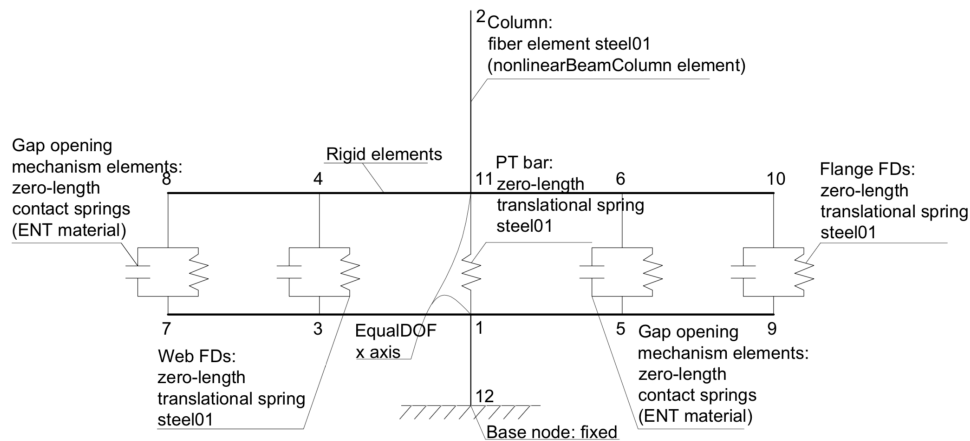 2
Column:
fiber element steel01
(nonlinearBeamColumn element)
Gap opening
mechanism elements:
zero-length
contact springs
(ENT material)
Rigid elements
PT bar:
zero-length
translational spring
steel01
Flange FDs:
zero-length
translational spring
steel01
8
4
11
6
10
7
3
1
5
9
EqualDOF
x axis
Web FDs:
zero-length
translational spring
steel01
Gap opening
mechanism elements:
zero-length
contact springs
(ENT material)
12
Base node: fixed